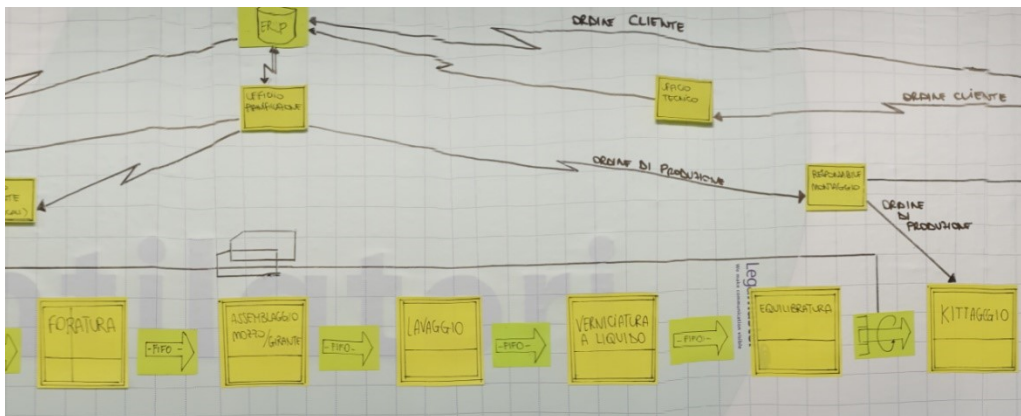 ORDINE CLIENTE
ERP
UFFICIO
PIANIFICAZIONE
UFFICIO
TECNICO
ORDINE CLIENTE
ORDINE DI PRODUZIONE
RESPONSABILE
MONTAGGIO
ORDINE
DI
PRODUZIONE
ntilatori
FORATURA
-FIFO-
ASSEMBLAGGIO
MOZZO/GIRANTE
-FIFO-
LAVAGGIO
-FIFO-
VERNICIATURA
A LIQUIDO
-FIFO-
EQUILIBRATURA
KITTAGGIO